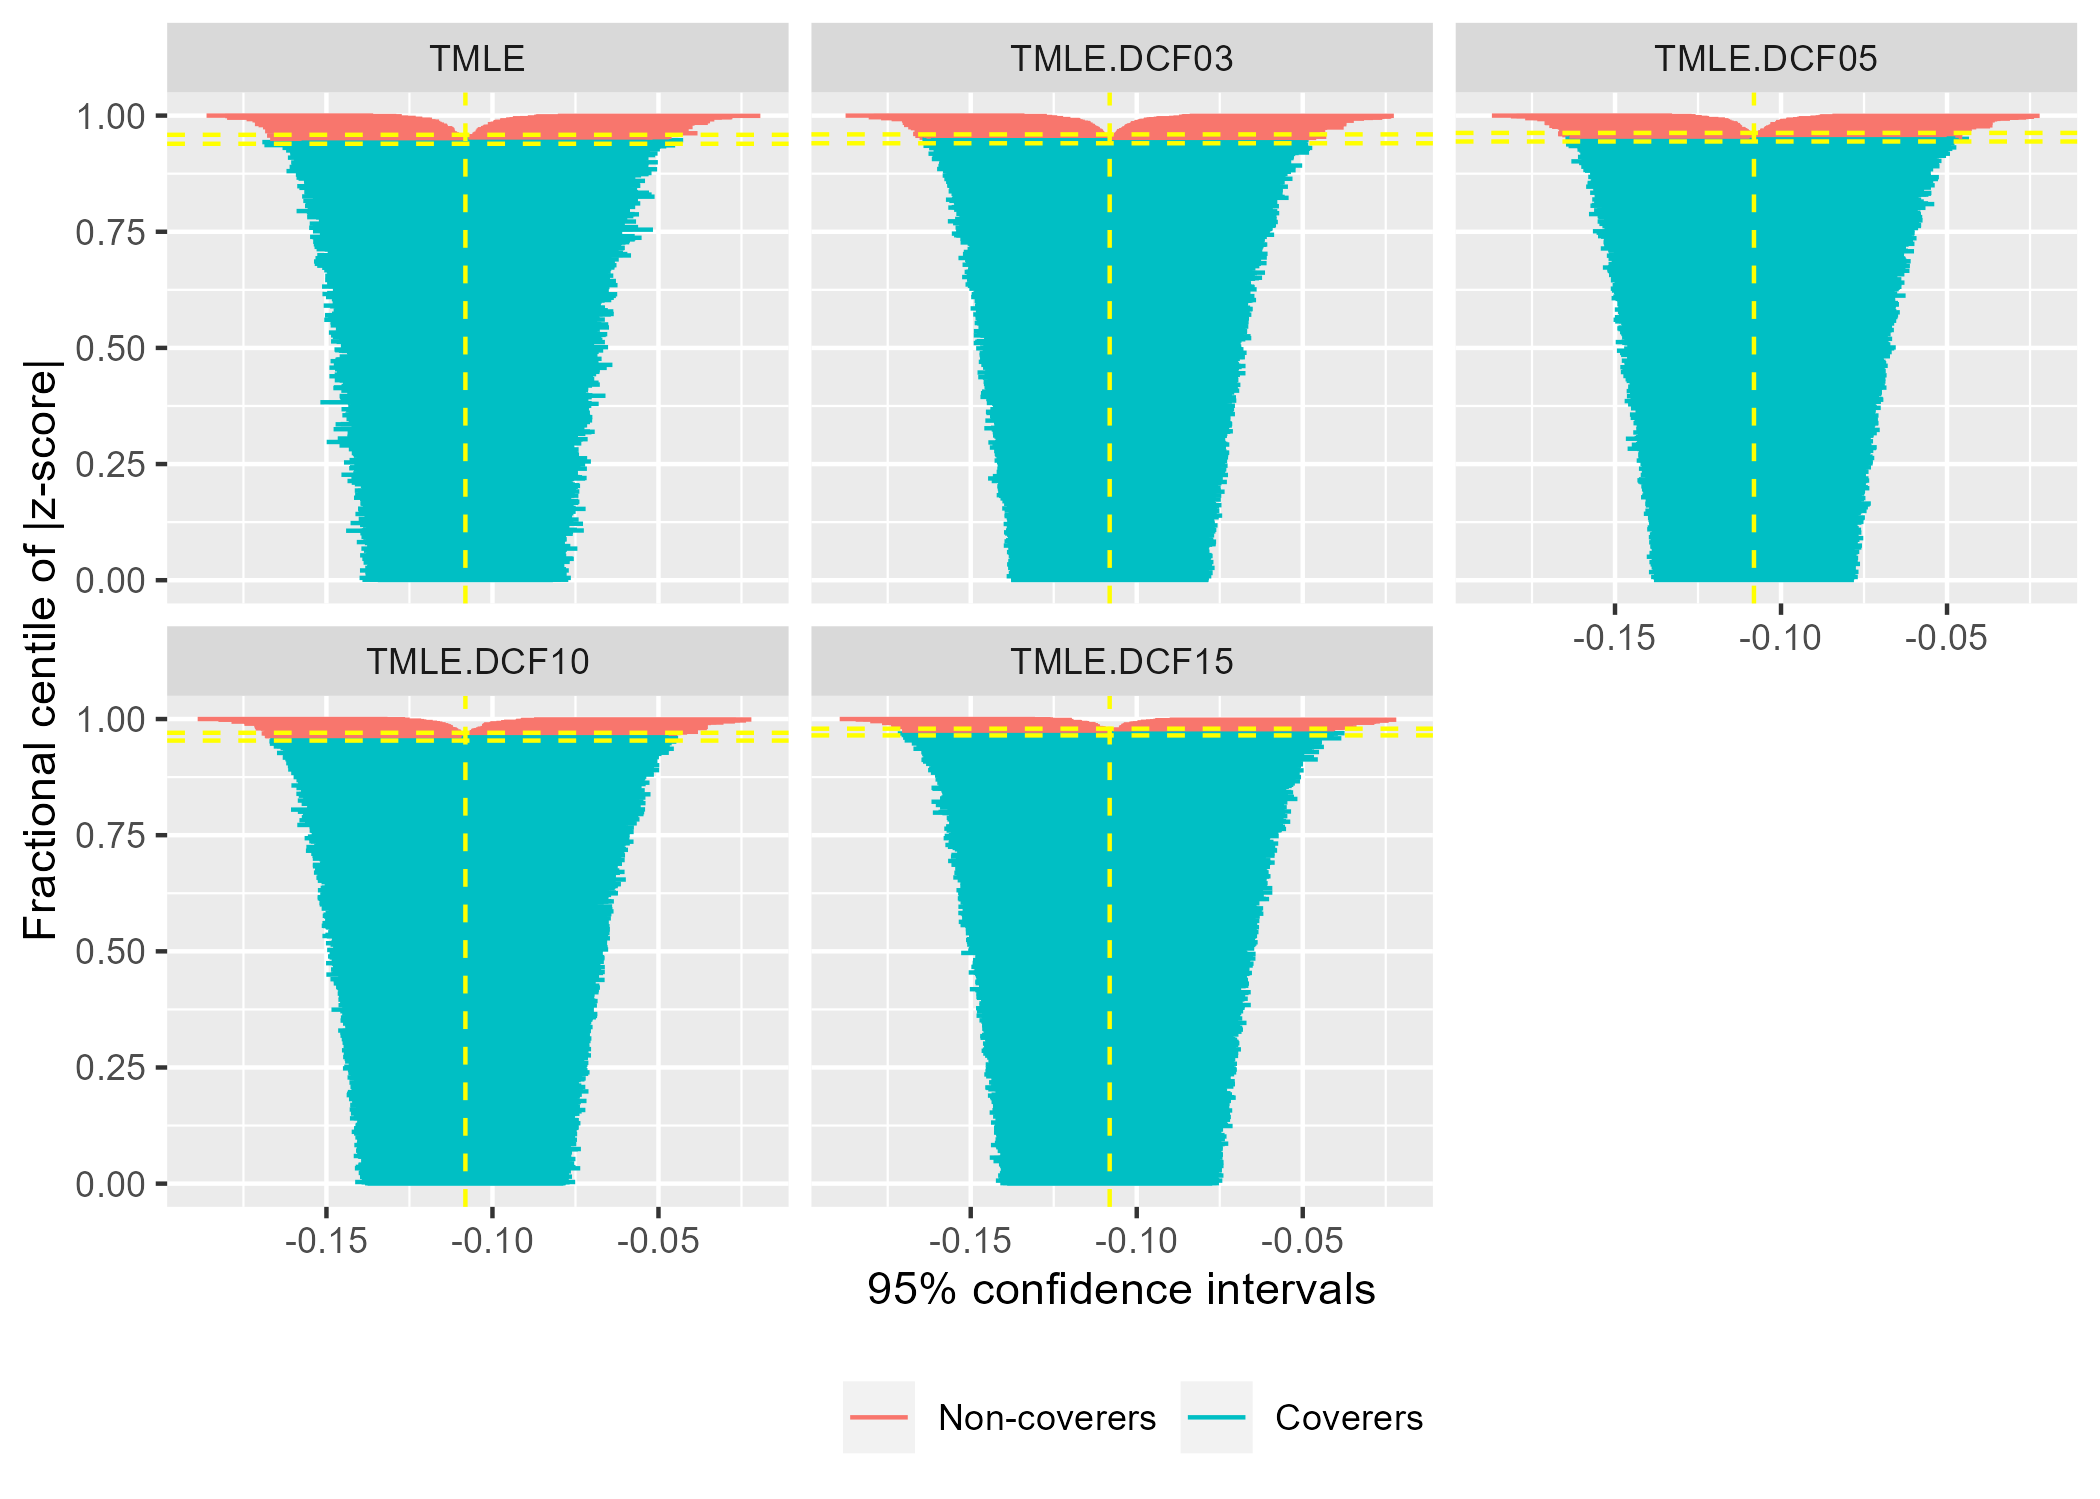 TMLE
TMLE.DCF03
TMLE.DCF05
1.00
0.75
0.50
0.25
0.00
-0.15
-0.10
-0.05
TMLE.DCF10
TMLE.DCF15
1.00
0.75
0.50
0.25
0.00
-0.15
-0.10
-0.05
-0.15
-0.10
-0.05
Fractional centile of |z-score|
95% confidence intervals
Non-coverers
Coverers